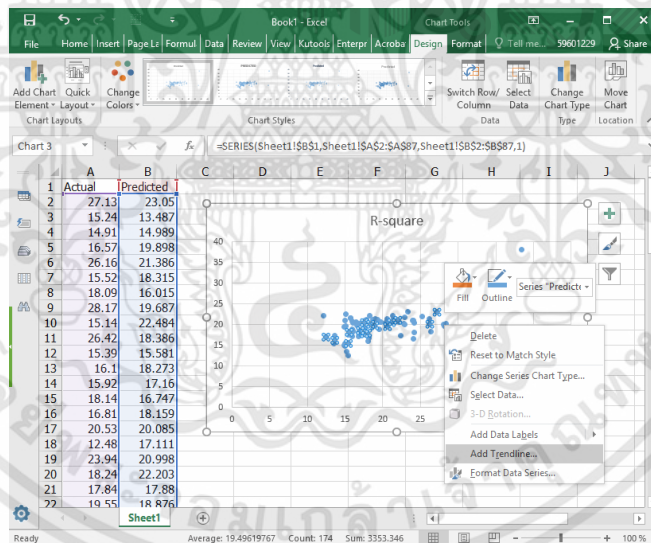 Book1 - Excel
Chart Tools
File Home Insert Page La Formul Data Review View Kutools Enterpr Acroba Design Format Tell me... 59601229 Share
Add Chart Element
Quick Layout
Change Colors
Switch Row/ Column
Select Data
Change Chart Type
Move Chart
Chart Layouts
Chart Styles
Data
Type
Location
Chart 3
fx
=SERIES(Sheet1!$B$1,Sheet1!$A$2:$A$87,Sheet1!$B$2:$B$87,1)
A B C D E F G H I J
1 Actual Predicted
2 27.13 23.05
3 15.24 13.487
4 14.91 14.989
5 16.57 19.898
6 26.16 21.386
7 15.52 18.315
8 18.09 16.015
9 28.17 19.687
10 15.14 22.484
11 26.42 18.386
12 15.39 15.581
13 16.1 18.273
14 15.92 17.16
15 18.14 16.747
16 16.81 18.159
17 20.53 20.085
18 12.48 17.111
19 23.94 20.998
20 18.24 22.203
21 17.84 17.88
22 19.55 18.876
R-square
40
35
30
25
20
15
10
5
0
0 5 10 15 20 25
Fill
Outline
Series "Predicte
Delete
Reset to Match Style
Change Series Chart Type...
Select Data...
3-D Rotation...
Add Data Labels
Add Trendline...
Format Data Series...
Sheet1
Ready
Average: 19.49619767 Count: 174 Sum: 3353.346
100 %